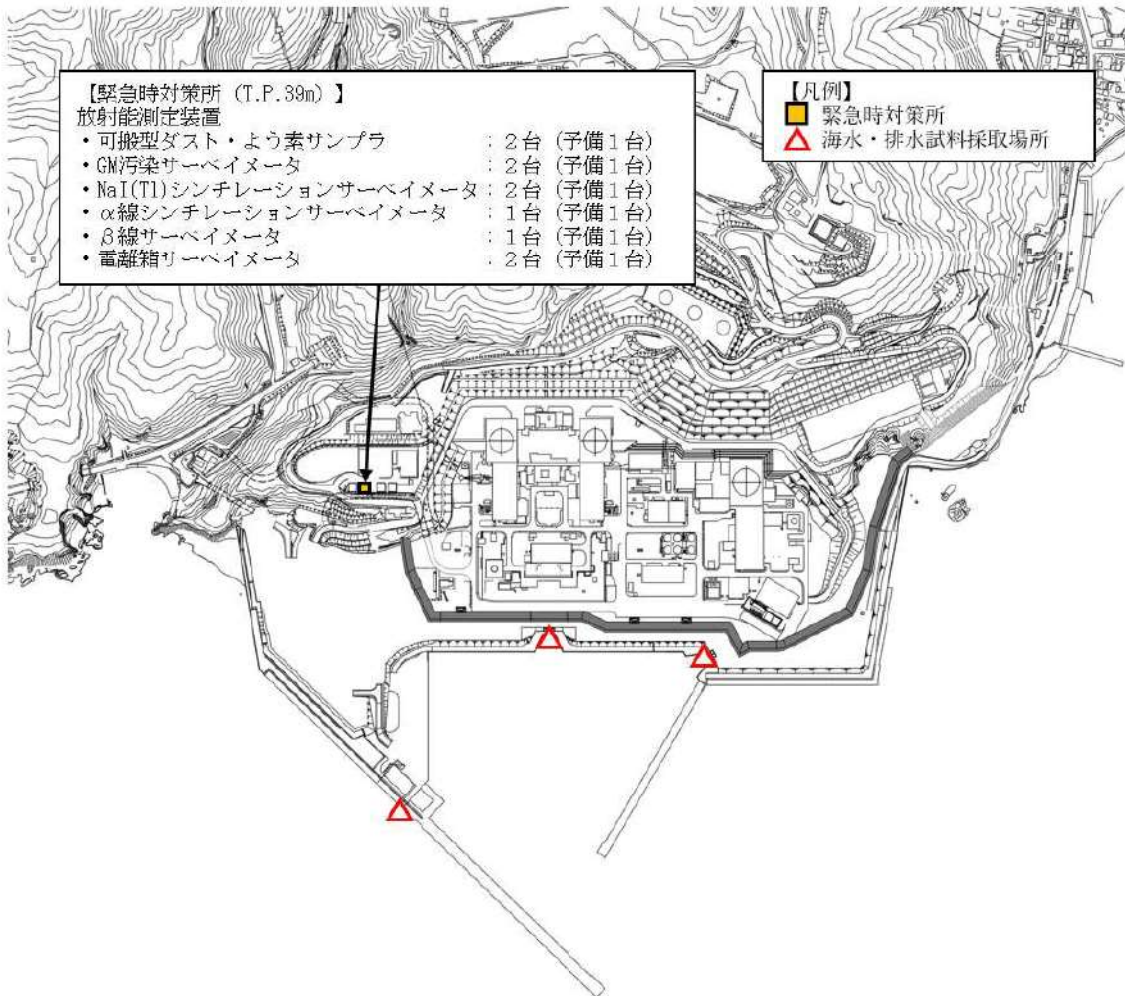 【緊急時対策所（T.P.39m）】
放射能測定装置
・可搬型ダスト・よう素サンプラ：2台（予備1台）
・GM汚染サーベイメータ：2台（予備1台）
・NaI(Tl)シンチレーションサーベイメータ：2台（予備1台）
・α線シンチレーションサーベイメータ：1台（予備1台）
・β線サーベイメータ：1台（予備1台）
・電離箱サーベイメータ：2台（予備1台）
【凡例】
緊急時対策所
海水・排水試料採取場所